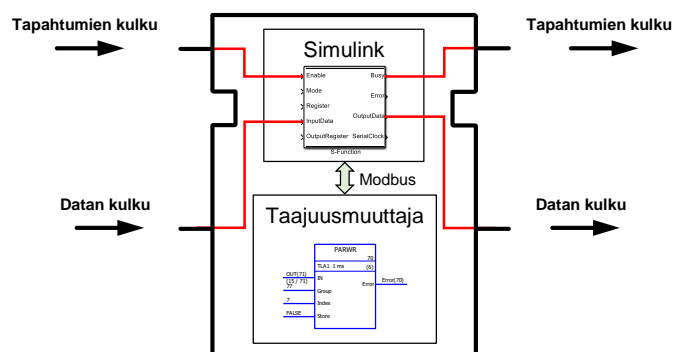 Tapahtumien kulku
Tapahtumien kulku
Simulink
Enable
Busy
Mode
Error
Register
InputData
OutputData
OutputRegister
SerialClock
S-Function
Modbus
Datan kulku
Datan kulku
Taajuusmuuttaja
PARWR
70
TLA1 1 ms
(6)
OUT(71)
(15 / 71)
IN
Error
Error(70)
77
Group
7
Index
FALSE
Store